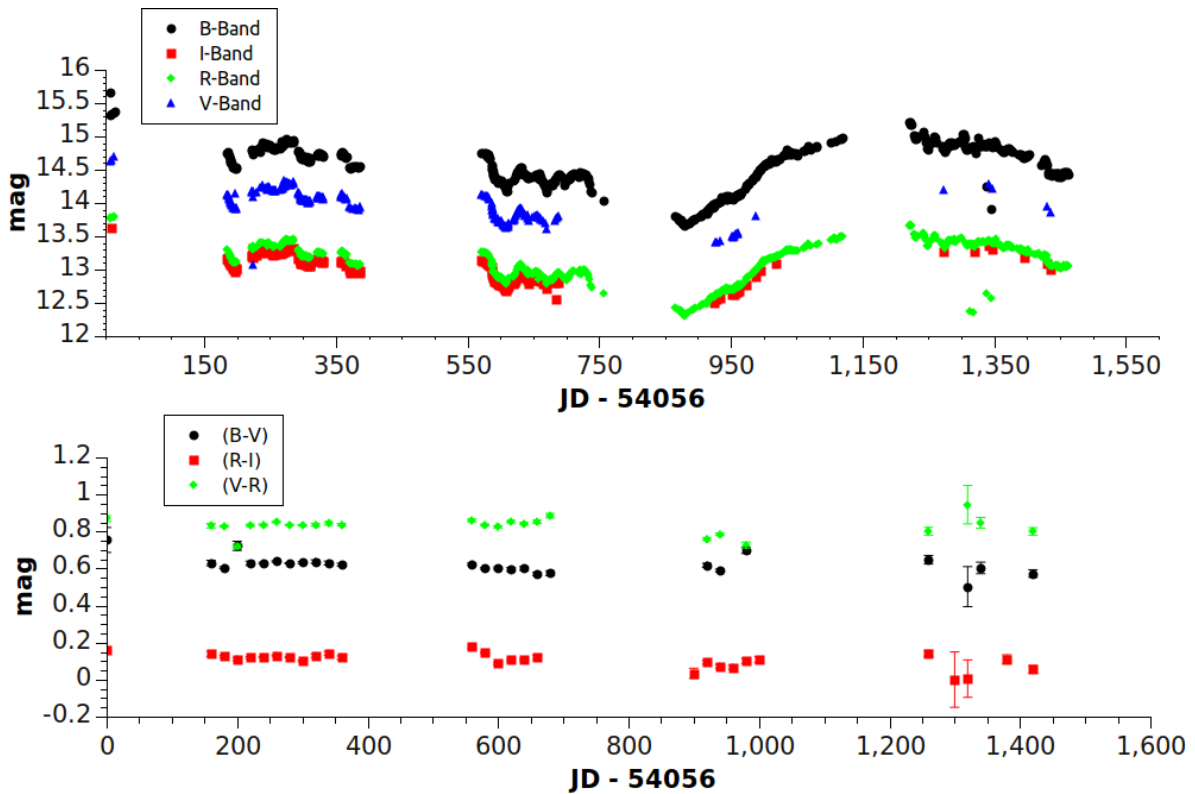 B-Band
I-Band
R-Band
V-Band
16
15.5
15
14.5
14
13.5
13
12.5
12
mag
150 350 550 750 950 1,150 1,350 1,550
JD - 54056
(B-V)
(R-I)
(V-R)
1.2
1
0.8
0.6
0.4
0.2
0
-0.2
mag
0 200 400 600 800 1,000 1,200 1,400 1,600
JD - 54056